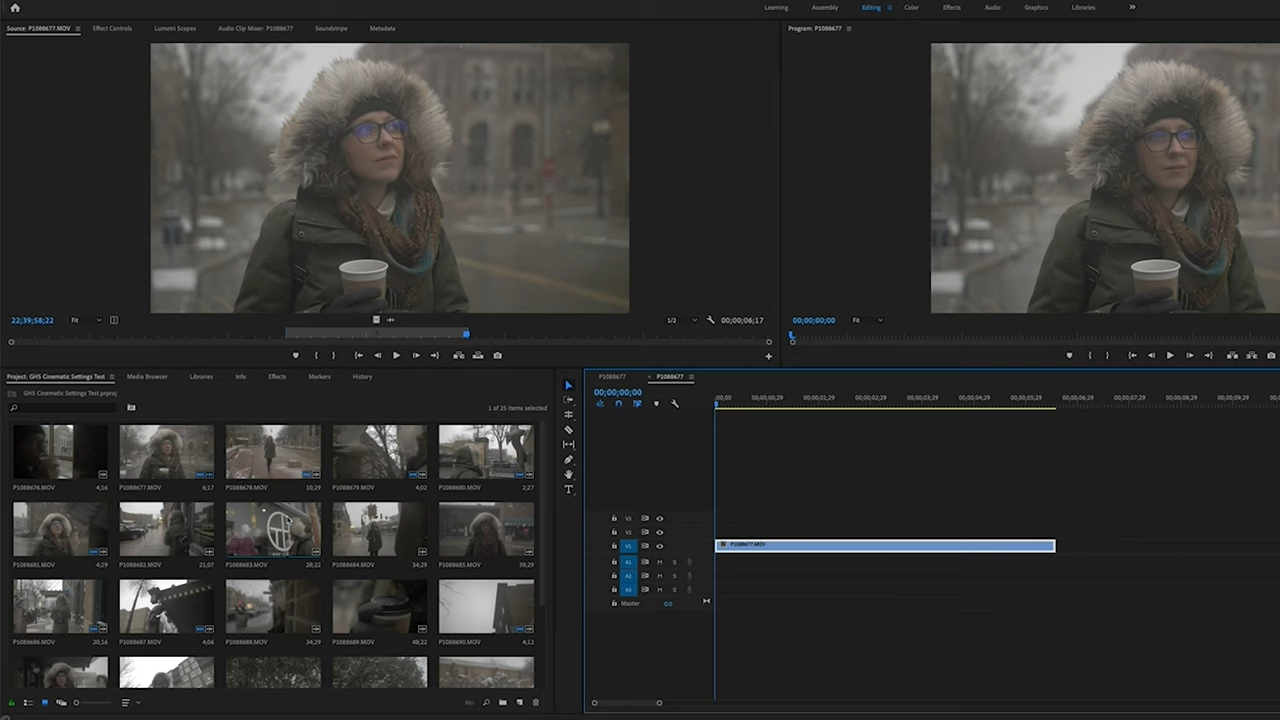 Learning Assembly Editing Color Effects Audio Graphics Libraries
Source: P1088677.MOV Effect Controls Lumetri Scopes Audio Clip Mixer: P1088677 Soundstripe Metadata
Program: P1088677
22;39;58;22 Fit 1/2 00;00;06;17
00;00;00;00 Fit
Project: GH5 Cinematic Settings Test Media Browser Libraries Info Effects Markers History
GH5 Cinematic Settings Test.prproj
1 of 25 items selected
P1088676.MOV 4;16 P1088677.MOV 6;17 P1088678.MOV 10;29 P1088679.MOV 4;02 P1088680.MOV 2;27
P1088681.MOV 4;29 P1088682.MOV 21;07 P1088683.MOV 28;22 P1088684.MOV 34;29 P1088685.MOV 39;29
P1088686.MOV 20;16 P1088687.MOV 4;06 P1088688.MOV 34;29 P1088689.MOV 48;22 P1088690.MOV 4;12
P1088677 × P1088677
00;00;00;00
;00;00 00;00;00;29 00;00;01;29 00;00;02;29 00;00;03;29 00;00;04;29 00;00;05;29 00;00;06;29 00;00;07;29 00;00;08;29 00;00;09;29
V3
V2
V1 P1088677.MOV
A1 M S
A2 M S
A3 M S
Master 0.0